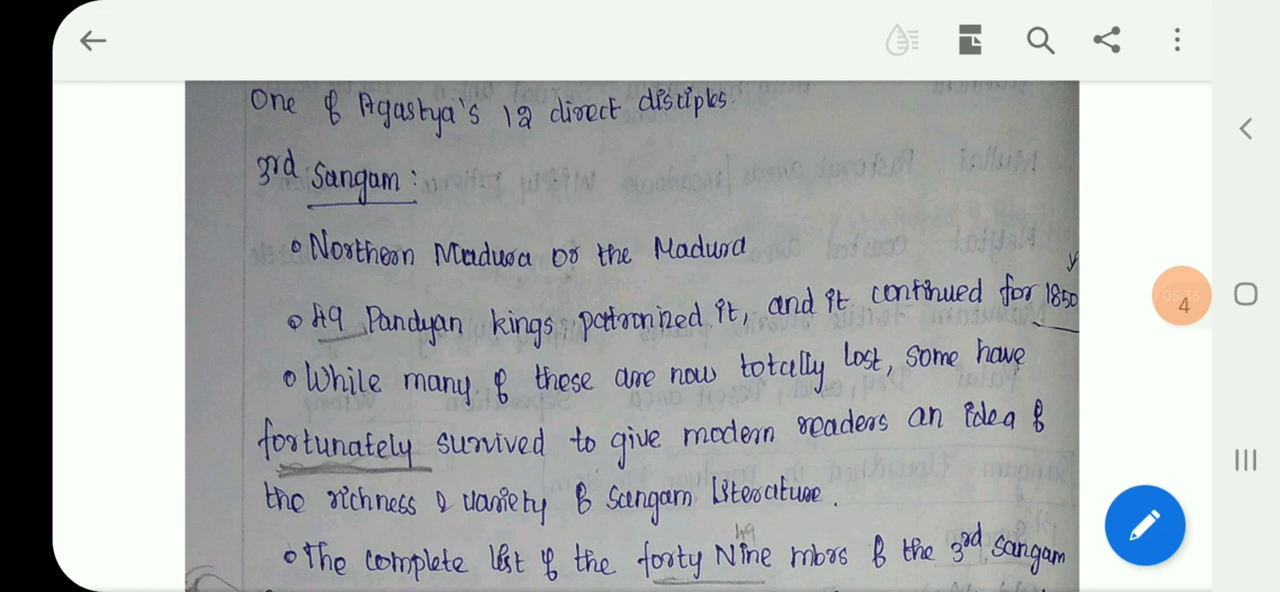 One of Agastya's 12 direct disciples.
3rd Sangam:
• Northern Madura or the Madura
• 49 Pandyan kings patronized it, and it continued for 1850
• While many of these are now totally lost, some have
fortunately survived to give modern readers an idea of
the richness & variety of Sangam Literature.
49
• The complete list of the forty Nine mbrs of the 3rd Sangam
4